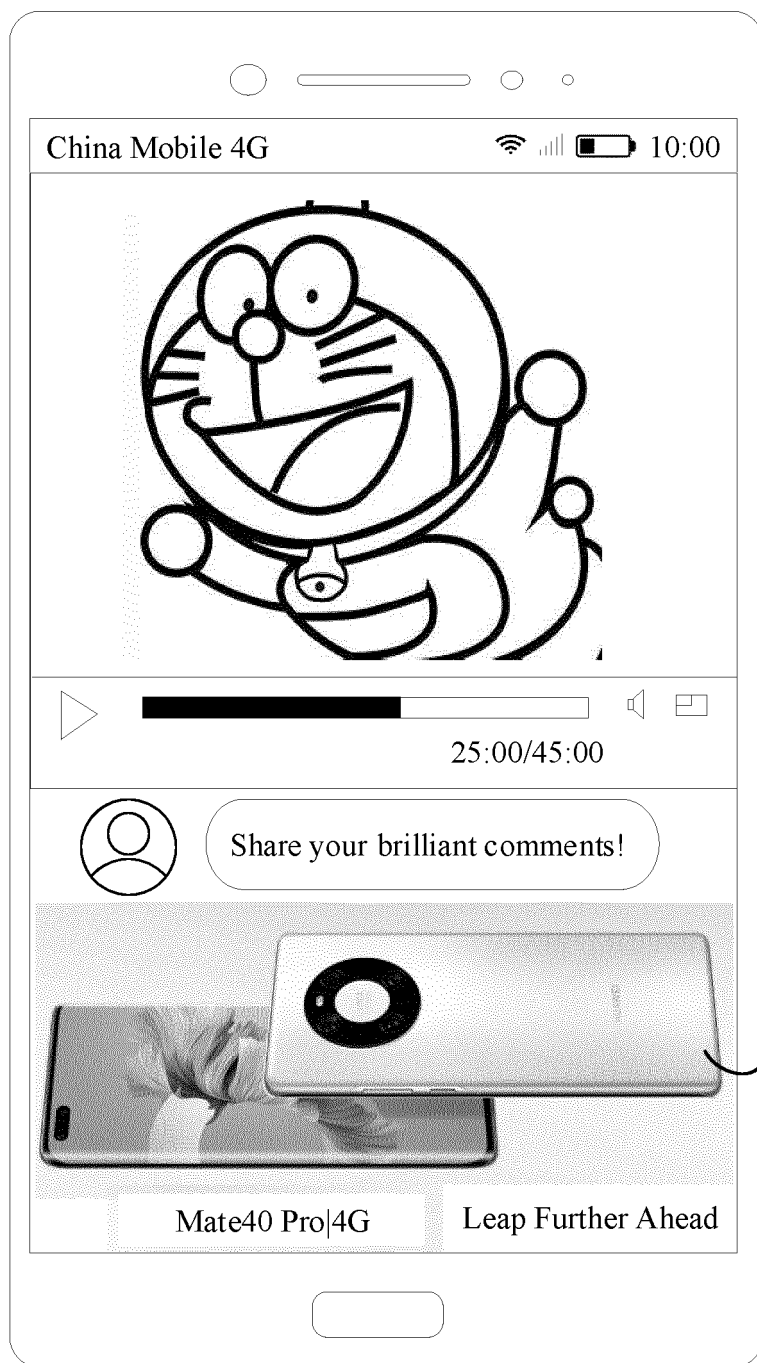 China Mobile 4G
10:00
25:00/45:00
Share your brilliant comments!
Mate40 Pro|4G
Leap Further Ahead